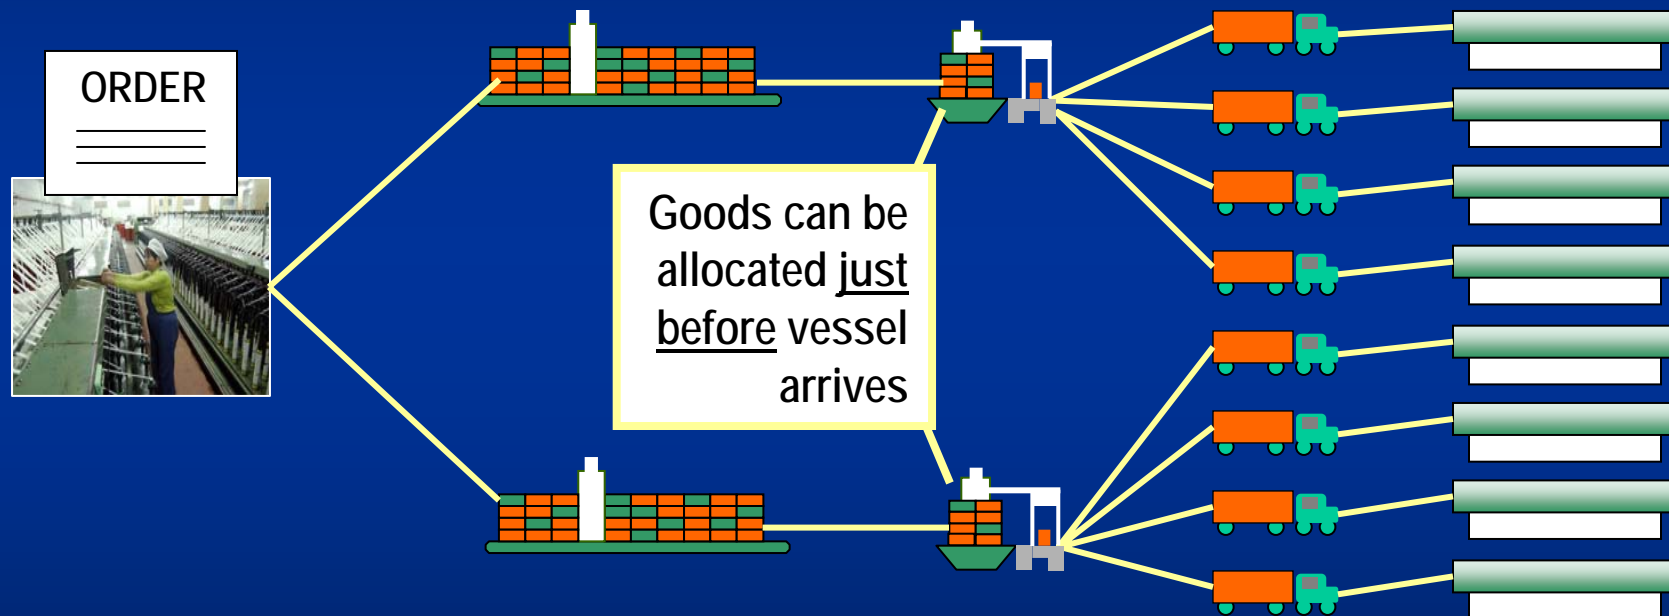 ORDER
Goods can be
allocated just
before vessel
arrives